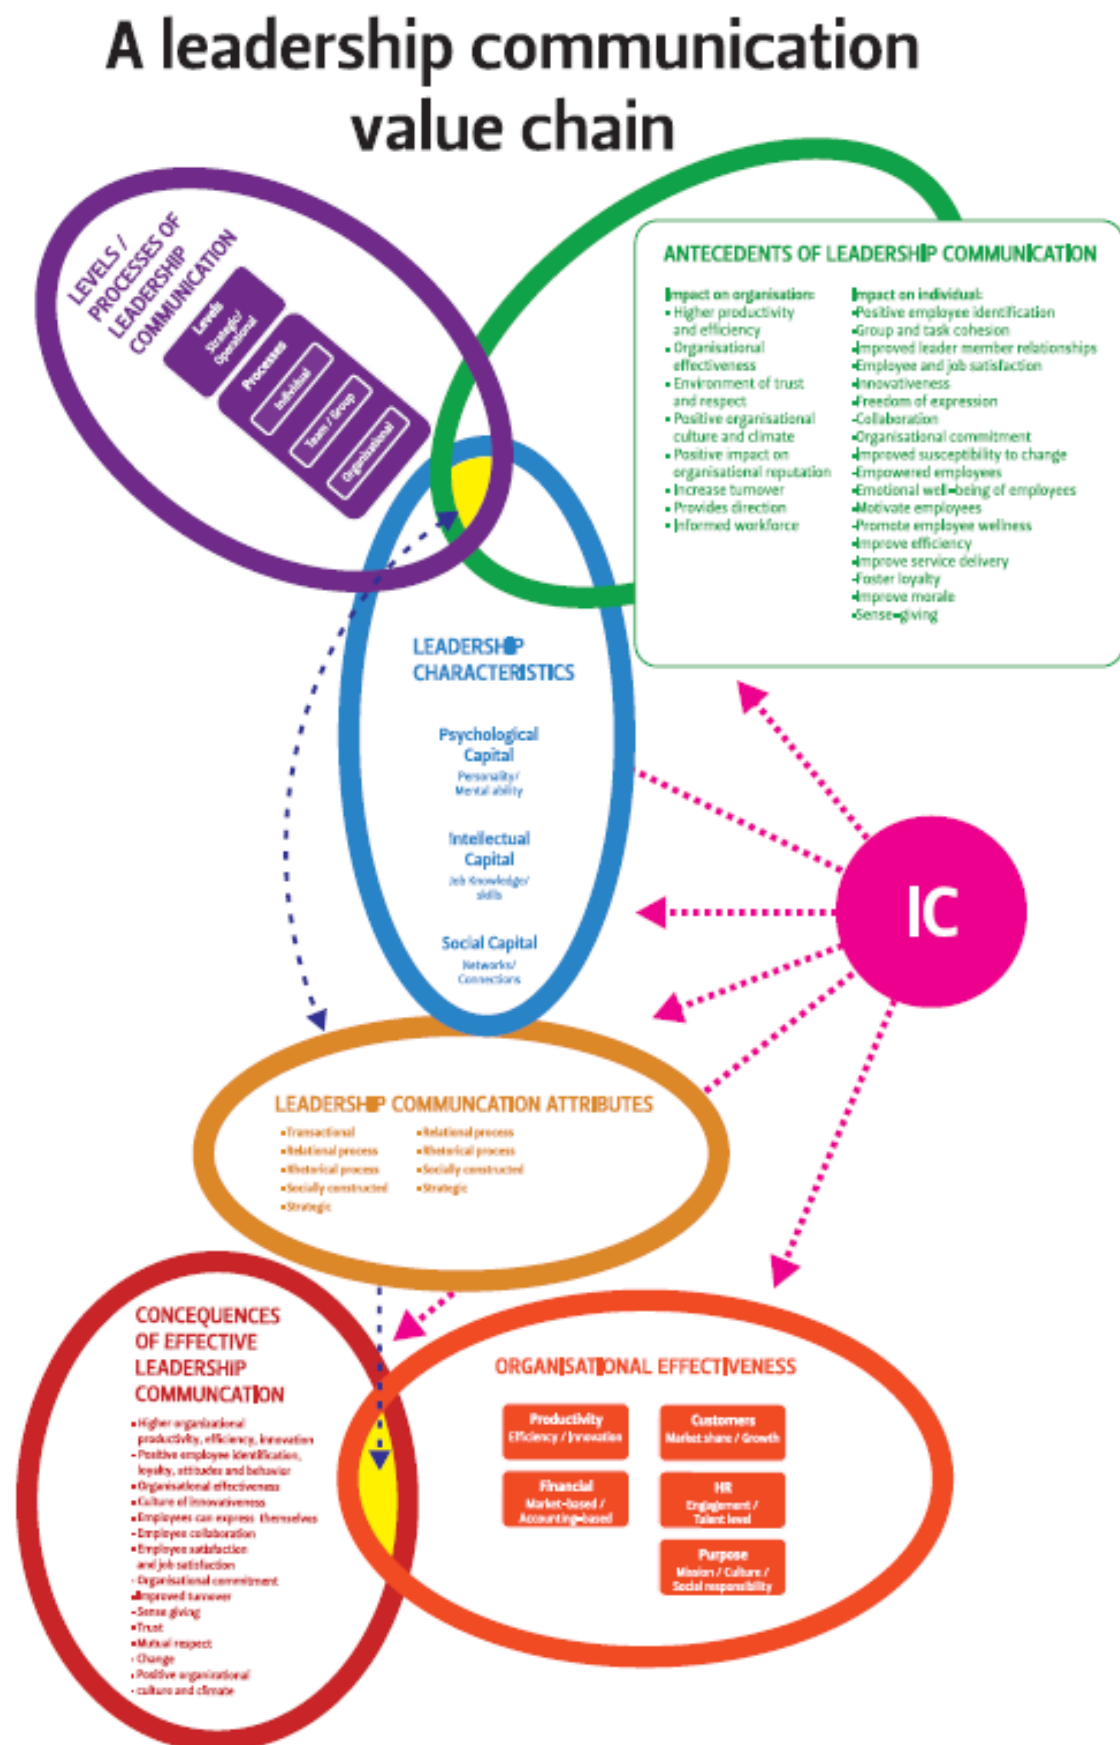 A leadership communication
value chain
LEVELS /
PROCESSES OF
LEADERSHIP
COMMUNICATION
Levels
Strategic/
Operational
Processes
Individual
Team / Group
Organisational
ANTECEDENTS OF LEADERSHIP COMMUNICATION
Impact on organisation:
• Higher productivity
and efficiency
• Organisational
effectiveness
• Environment of trust
and respect
• Positive organisational
culture and climate
• Positive impact on
organisational reputation
• Increase turnover
• Provides direction
• Informed workforce
Impact on individual:
•Positive employee identification
•Group and task cohesion
•Improved leader member relationships
•Employee and job satisfaction
•Innovativeness
•Freedom of expression
-Collaboration
•Organisational commitment
•Improved susceptibility to change
-Empowered employees
•Emotional well-being of employees
•Motivate employees
-Promote employee wellness
•Improve efficiency
•Improve service delivery
-Foster loyalty
•Improve morale
•Sense-giving
LEADERSHIP
CHARACTERISTICS
Psychological
Capital
Personality/
Mental ability
Intellectual
Capital
Job Knowledge/
skills
Social Capital
Networks/
Connections
IC
LEADERSHIP COMMUNCATION ATTRIBUTES
•Transactional
•Relational process
•Rhetorical process
•Socially constructed
•Strategic
•Relational process
•Rhetorical process
•Socially constructed
•Strategic
CONCEQUENCES
OF EFFECTIVE
LEADERSHIP
COMMUNCATION
• Higher organizational
productivity, efficiency, innovation
- Positive employee identification,
loyalty, attitudes and behavior
• Organisational effectiveness
• Culture of innovativeness
• Employees can express themselves
- Employee collaboration
• Employee satisfaction
and job satisfaction
- Organisational commitment
•Improved turnover
- Sense giving
• Trust
• Mutual respect
- Change
• Positive organizational
- culture and climate
ORGANISATIONAL EFFECTIVENESS
Productivity
Efficiency / Innovation
Customers
Market share / Growth
Financial
Market-based /
Accounting-based
HR
Engagement /
Talent level
Purpose
Mission / Culture /
Social responsibility